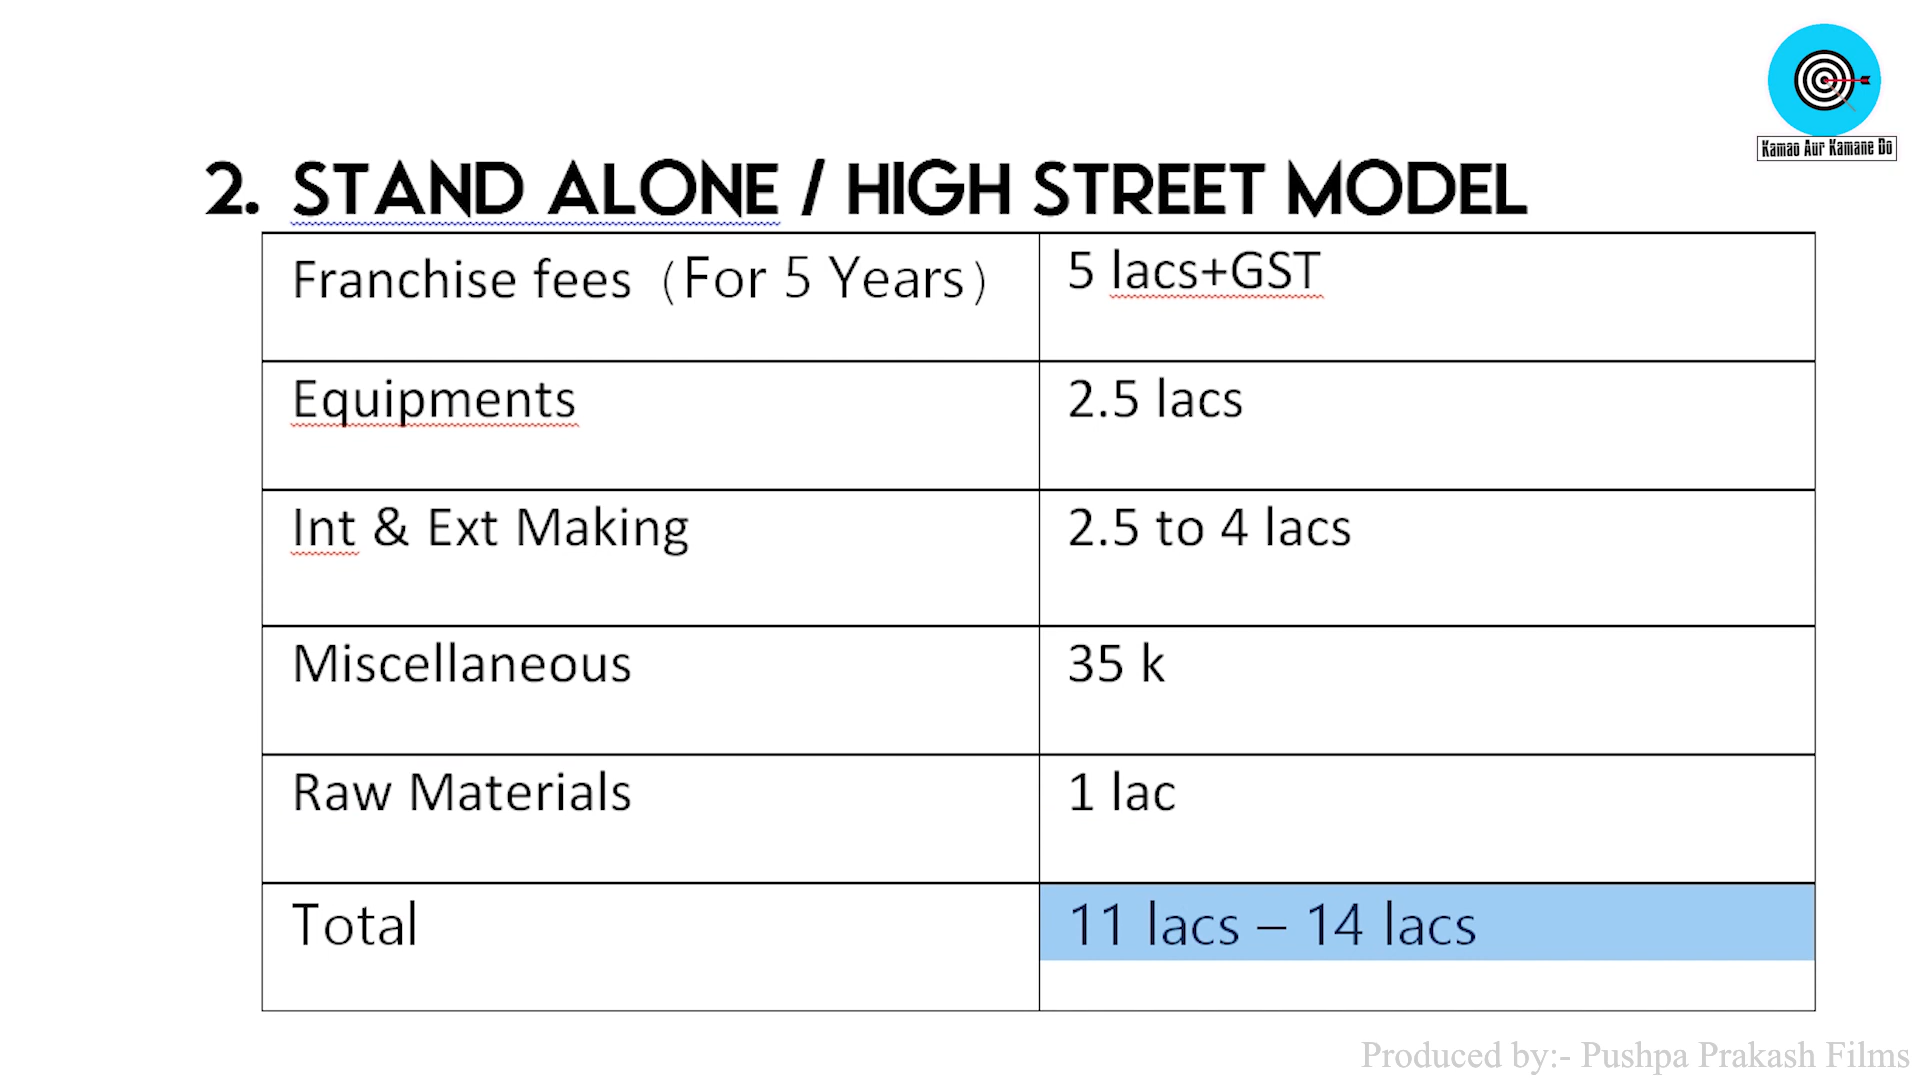 Kamao Aur Kamane Do
2. STAND ALONE / HIGH STREET MODEL
Franchise fees (For 5 Years) 5 lacs+GST
Equipments 2.5 lacs
Int & Ext Making 2.5 to 4 lacs
Miscellaneous 35 k
Raw Materials 1 lac
Total 11 lacs – 14 lacs
Produced by:- Pushpa Prakash Films